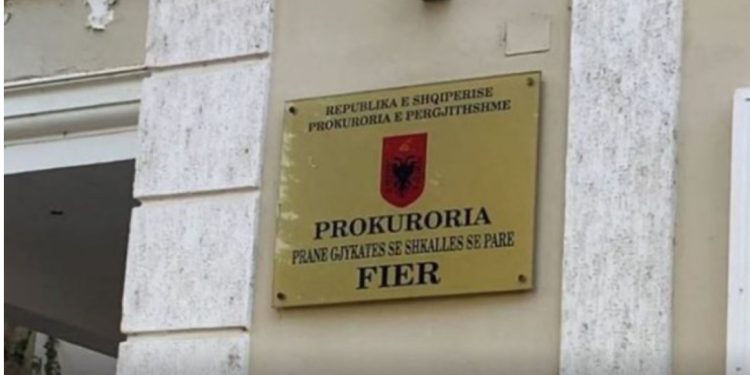 REPUBLIKA E SHQIPERISE
PROKURORIA E PERGJITHSHME
PROKURORIA
PRANE GJYKATES SE SHKALLES SE PARE
FIER